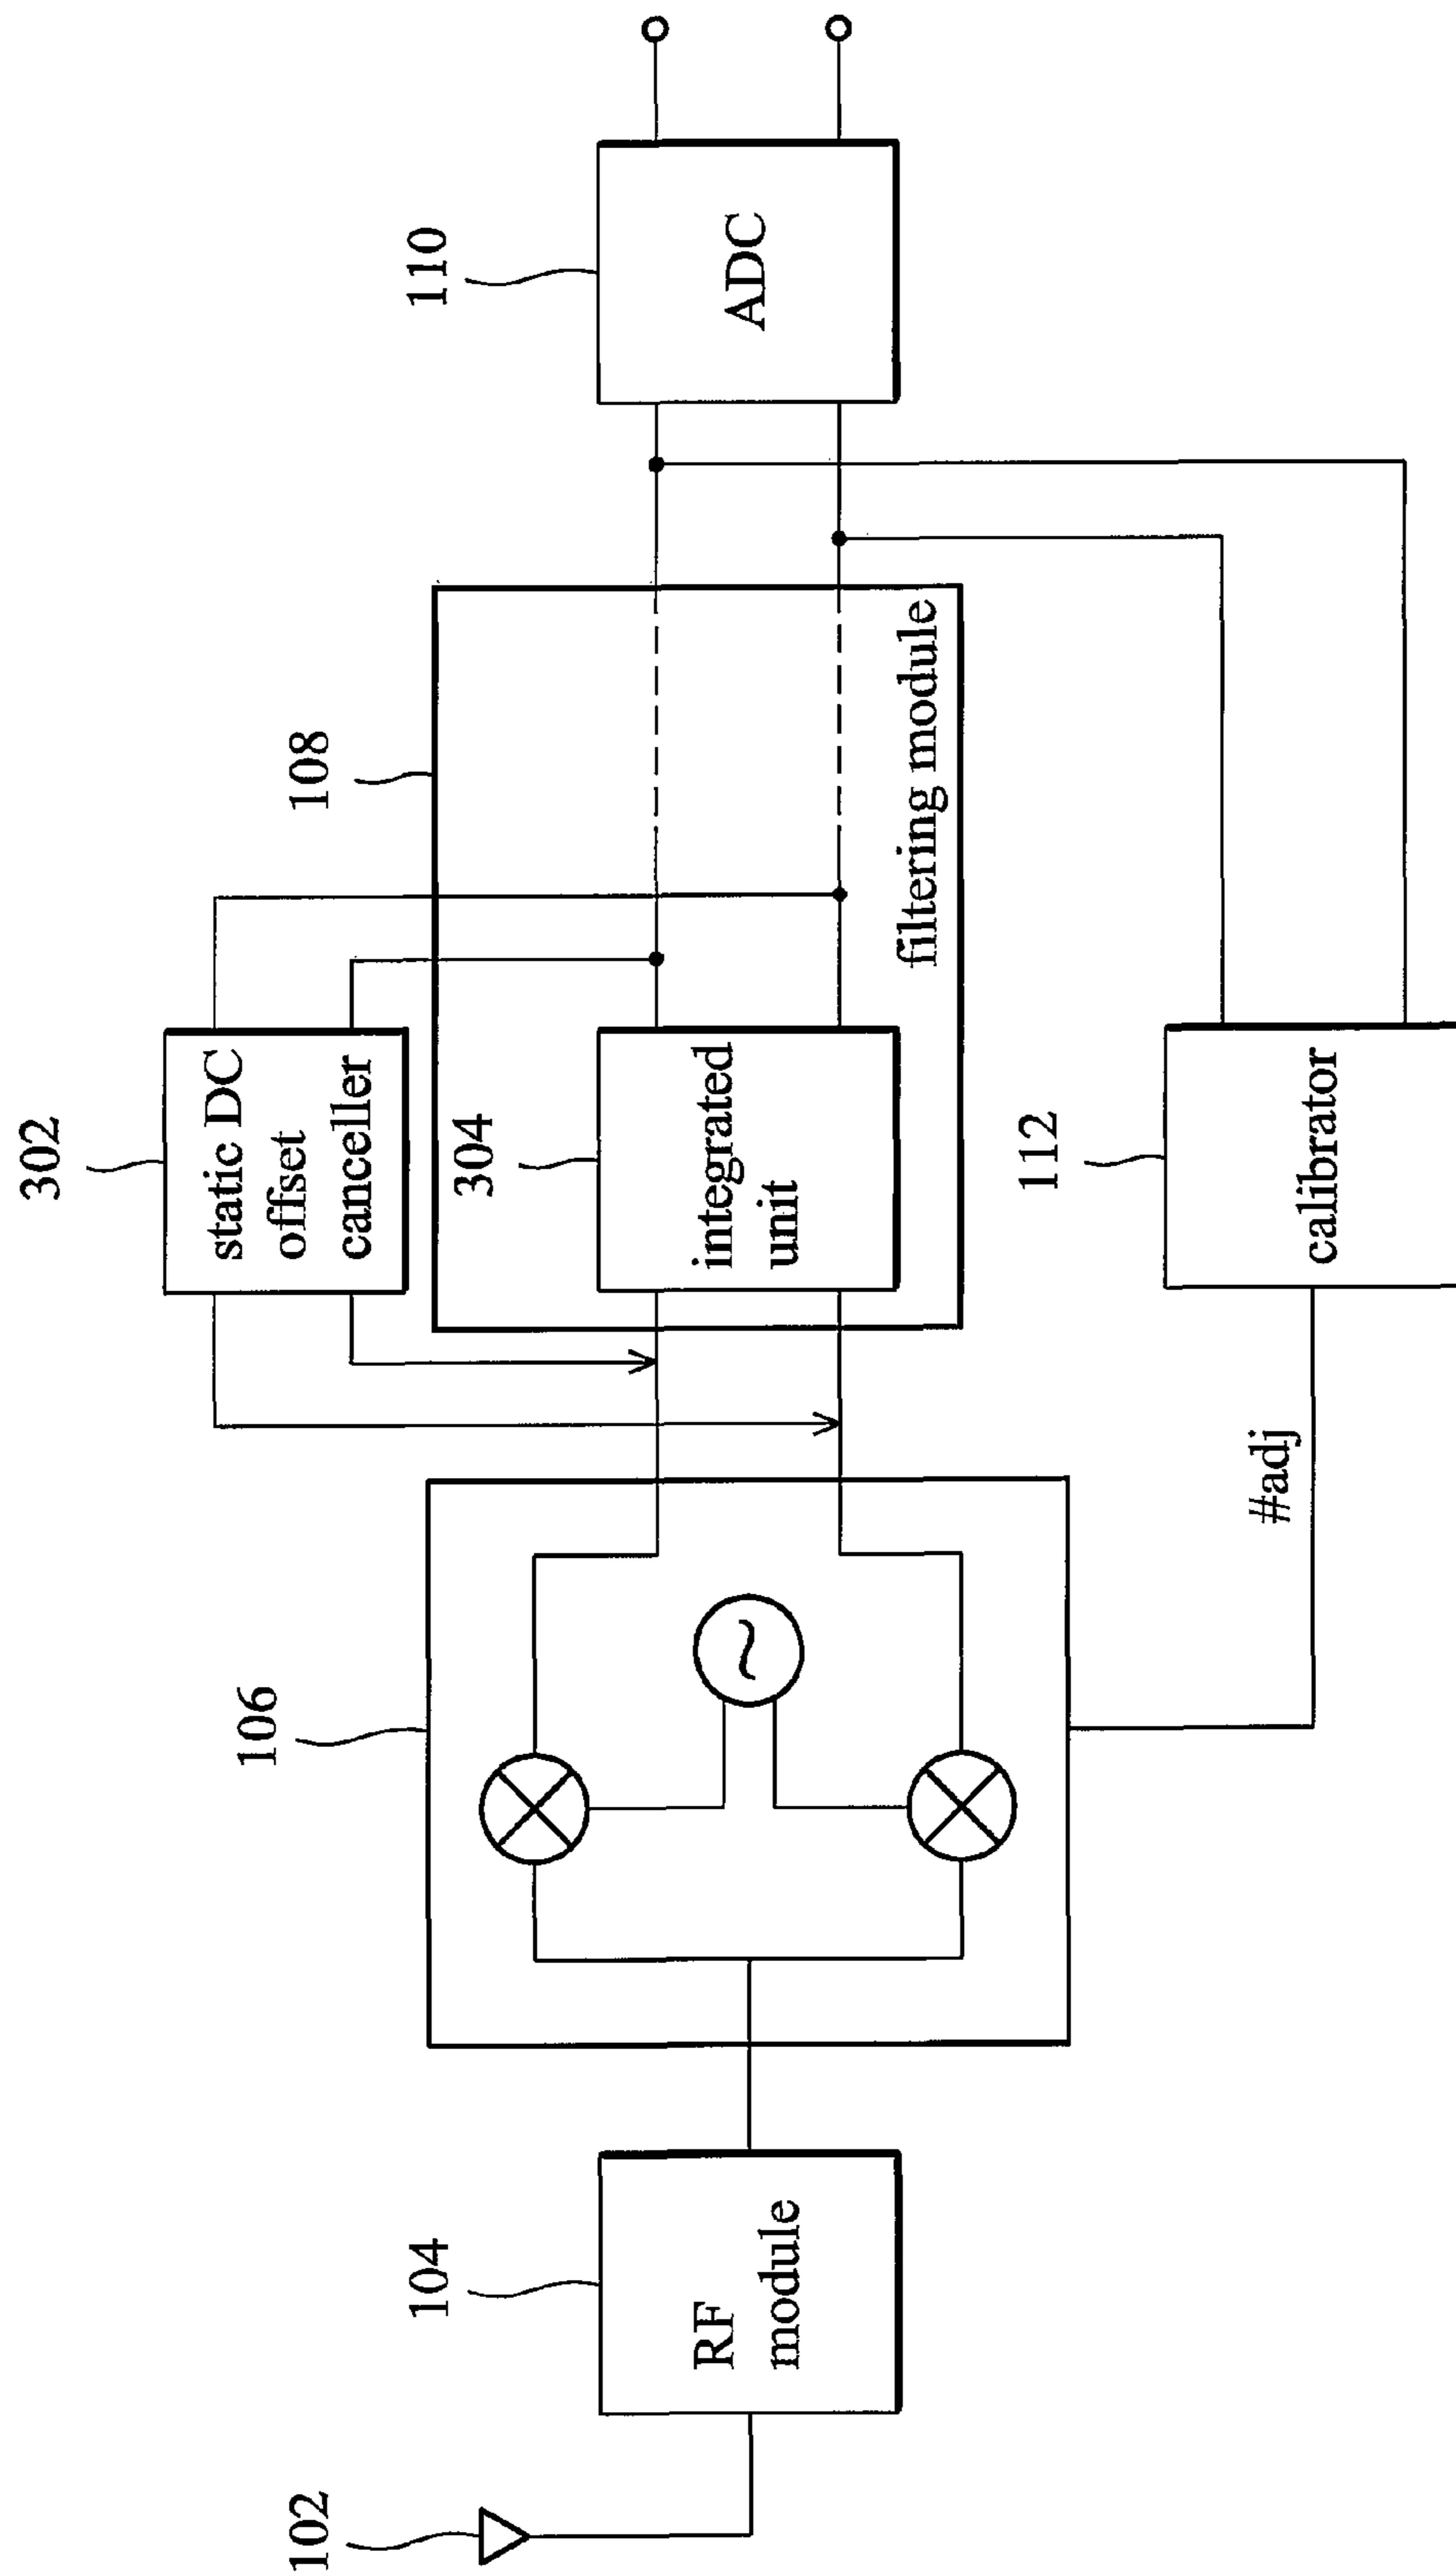 302
static DC
offset
canceller
108
110
106
304
integrated
unit
filtering module
ADC
104
RF
module
102
112
#adj
calibrator